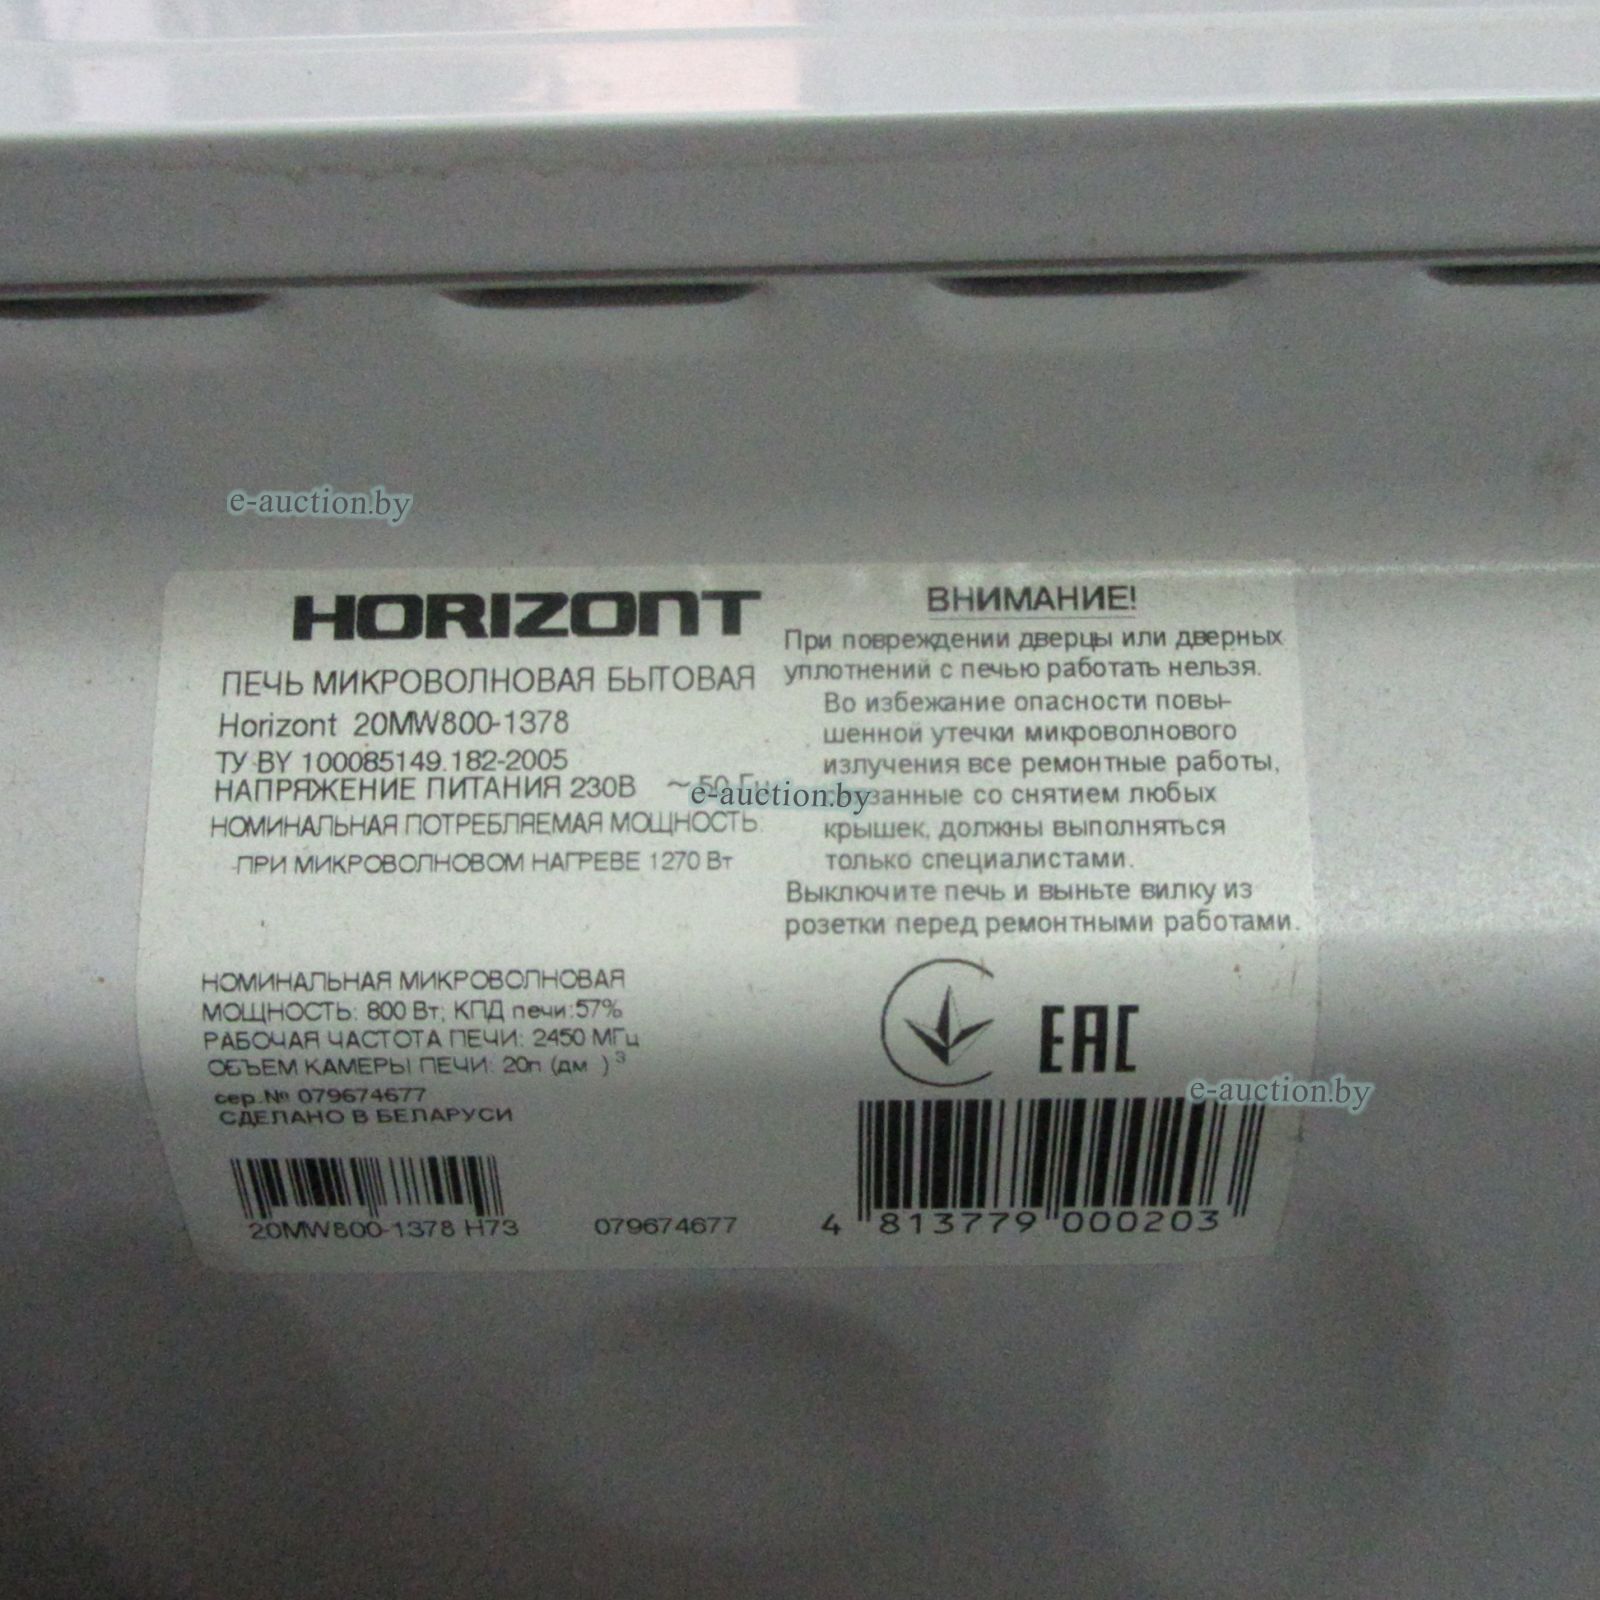 e-auction.by
HORIZONT
ПЕЧЬ МИКРОВОЛНОВАЯ БЫТОВАЯ
Horizont 20MW800-1378
ТУ BY 100085149.182-2005
НАПРЯЖЕНИЕ ПИТАНИЯ 230В ~ 50 Гц
e-auction.by
НОМИНАЛЬНАЯ ПОТРЕБЛЯЕМАЯ МОЩНОСТЬ
ПРИ МИКРОВОЛНОВОМ НАГРЕВЕ 1270 Вт
НОМИНАЛЬНАЯ МИКРОВОЛНОВАЯ
МОЩНОСТЬ: 800 Вт; КПД печи:57%
РАБОЧАЯ ЧАСТОТА ПЕЧИ: 2450 МГц
ОБЪЕМ КАМЕРЫ ПЕЧИ: 20л (дм )³
сер.№ 079674677
СДЕЛАНО В БЕЛАРУСИ
20MW800-1378 H73
079674677
ВНИМАНИЕ!
При повреждении дверцы или дверных
уплотнений с печью работать нельзя.
Во избежание опасности повы-
шенной утечки микроволнового
излучения все ремонтные работы,
со снятием любых
крышек, должны выполняться
только специалистами.
Выключите печь и выньте вилку из
розетки перед ремонтными работами.
EAC
e-auction.by
4 813779 000203